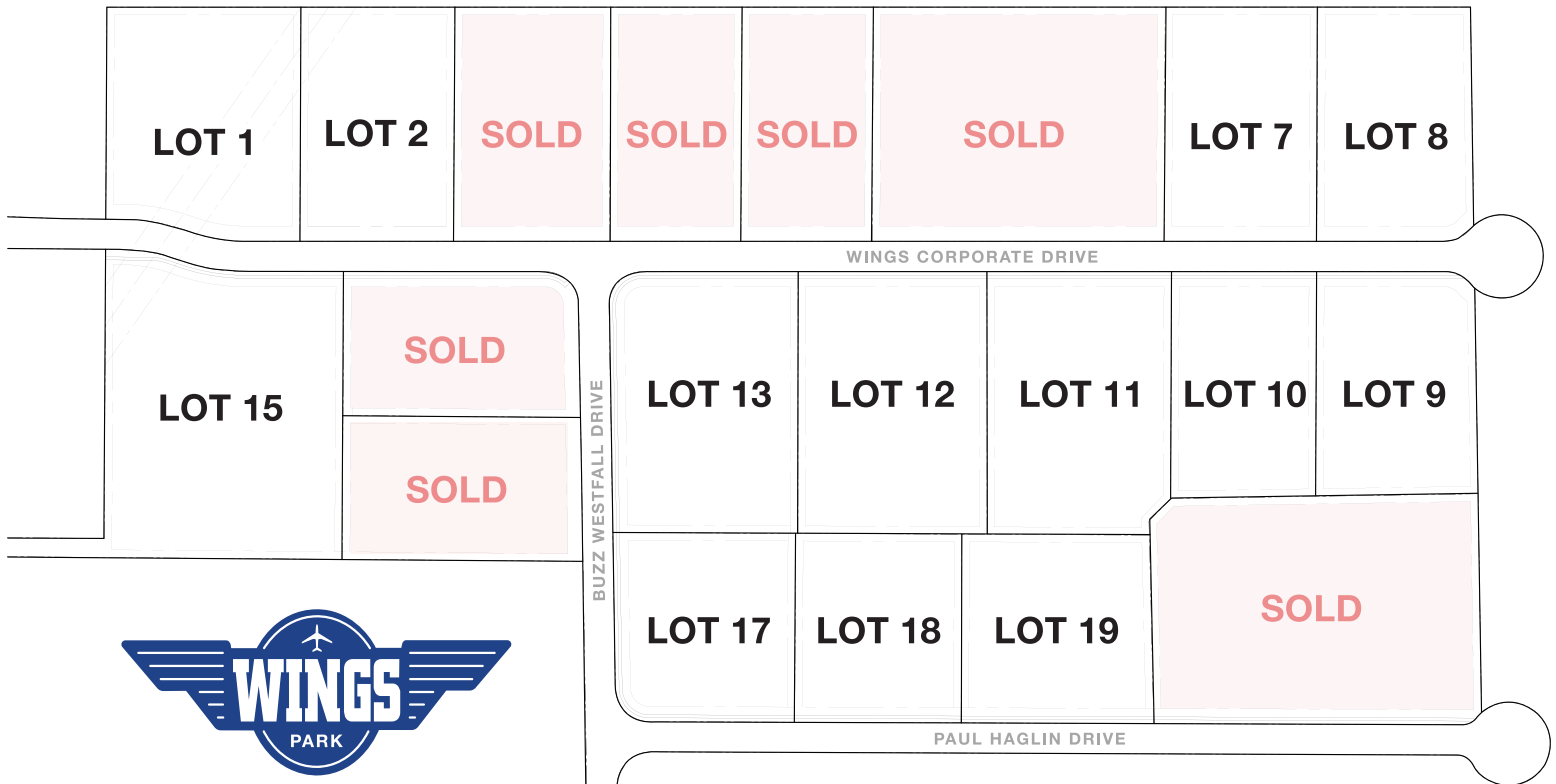 LOT 1
LOT 2
SOLD
SOLD
SOLD
SOLD
LOT 7
LOT 8
WINGS CORPORATE DRIVE
LOT 15
SOLD
SOLD
BUZZ WESTFALL DRIVE
LOT 13
LOT 12
LOT 11
LOT 10
LOT 9
LOT 17
LOT 18
LOT 19
SOLD
WINGS
PARK
PAUL HAGLIN DRIVE